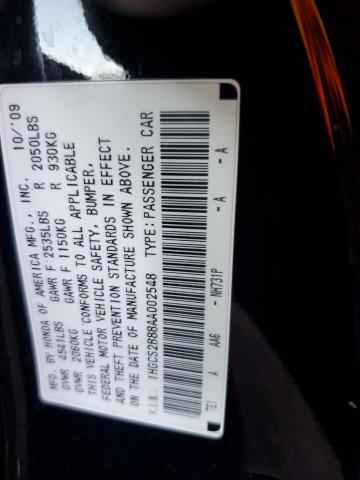 MFD. BY HONDA OF AMERICA MFG., INC. 10/'09
GVWR 4541LBS GAWR F 2535LBS R 2050LBS
GVWR 2060KG GAWR F 1150KG R 930KG
THIS VEHICLE CONFORMS TO ALL APPLICABLE
FEDERAL MOTOR VEHICLE SAFETY, BUMPER,
AND THEFT PREVENTION STANDARDS IN EFFECT
ON THE DATE OF MANUFACTURE SHOWN ABOVE.
V.I.N.: 1HGCS2B88AA002548 TYPE: PASSENGER CAR
TE1 A AA6 - NH731P -A -A